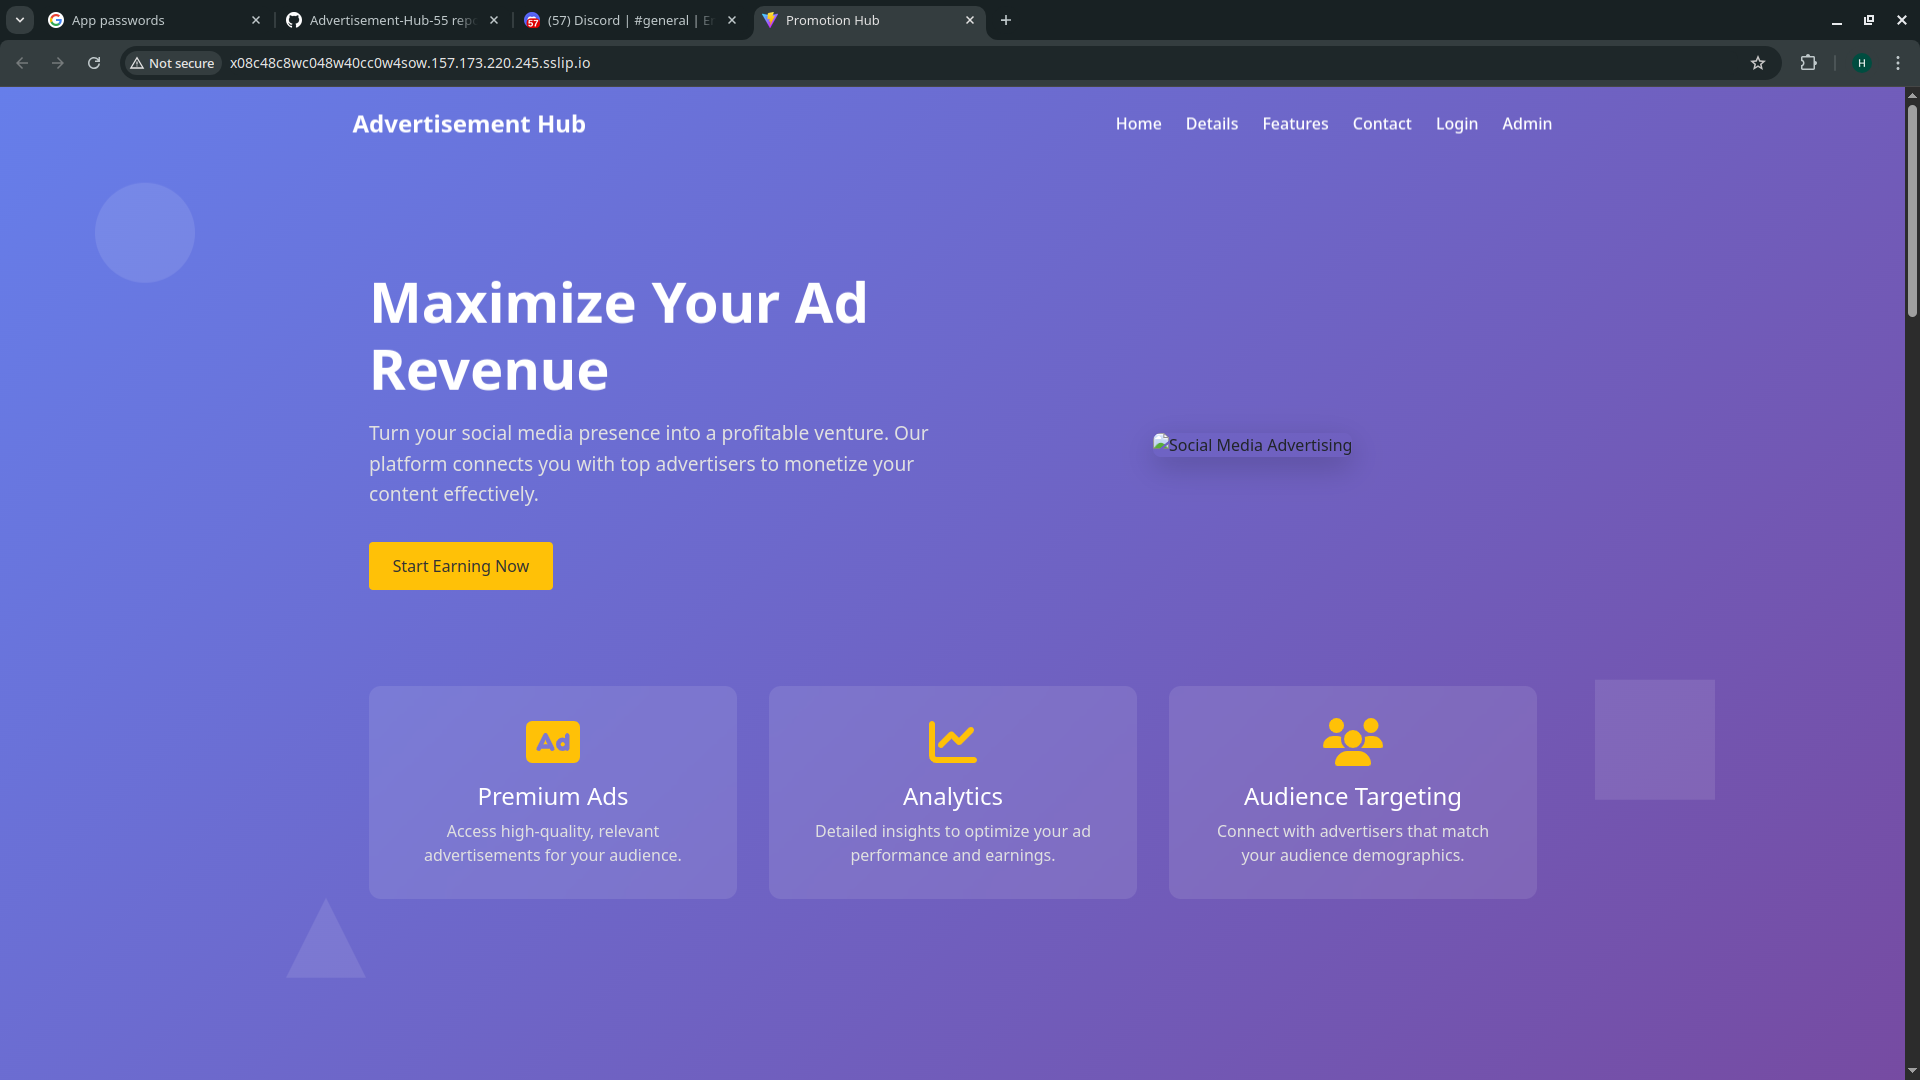 App passwords
Advertisement-Hub-55 repo
57
(57) Discord | #general | En
Promotion Hub
Not secure
x08c48c8wc048w40cc0w4sow.157.173.220.245.sslip.io
H
Advertisement Hub
Home
Details
Features
Contact
Login
Admin
Maximize Your Ad
Revenue
Turn your social media presence into a profitable venture. Our
platform connects you with top advertisers to monetize your
content effectively.
Social Media Advertising
Start Earning Now
Ad
Premium Ads
Access high-quality, relevant
advertisements for your audience.
Analytics
Detailed insights to optimize your ad
performance and earnings.
Audience Targeting
Connect with advertisers that match
your audience demographics.